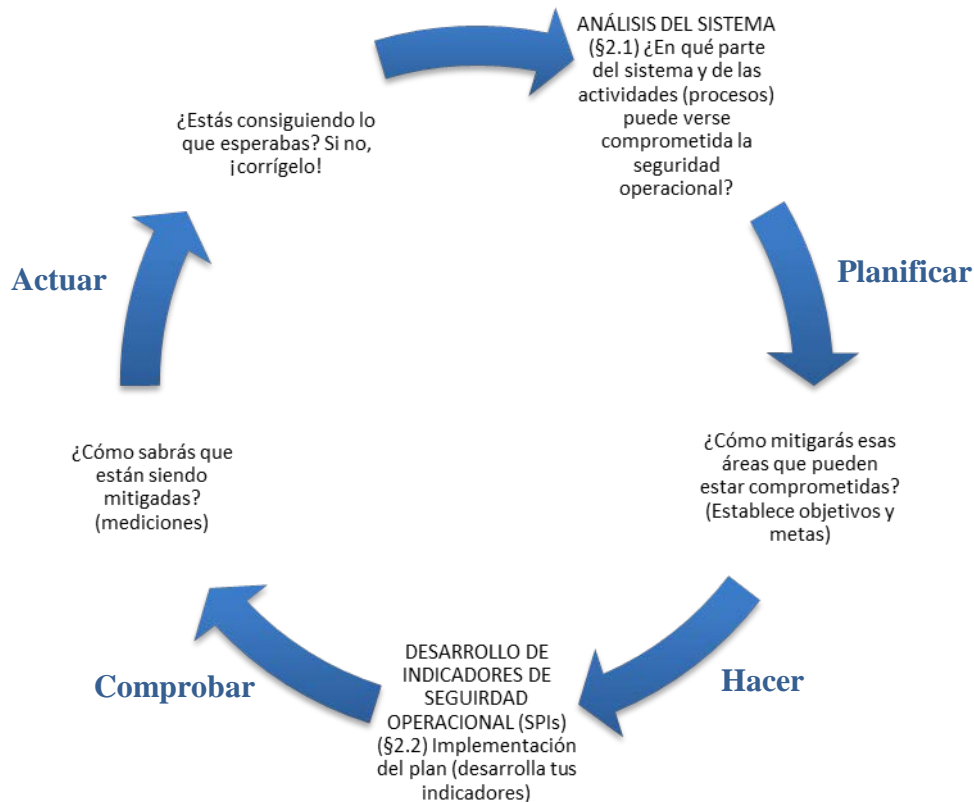 ANÁLISIS DEL SISTEMA
(§2.1) ¿En qué parte
del sistema y de las
actividades (procesos)
puede verse
comprometida la
seguridad
operacional?
Planificar
¿Cómo mitigarás esas
áreas que pueden
estar comprometidas?
(Establece objetivos y
metas)
Hacer
DESARROLLO DE
INDICADORES DE
SEGUIRDAD
OPERACIONAL (SPIs)
(§2.2) Implementación
del plan (desarrolla tus
indicadores)
Comprobar
¿Cómo sabrás que
están siendo
mitigadas?
(mediciones)
Actuar
¿Estás consiguiendo lo
que esperabas? Si no,
¡corrígelo!